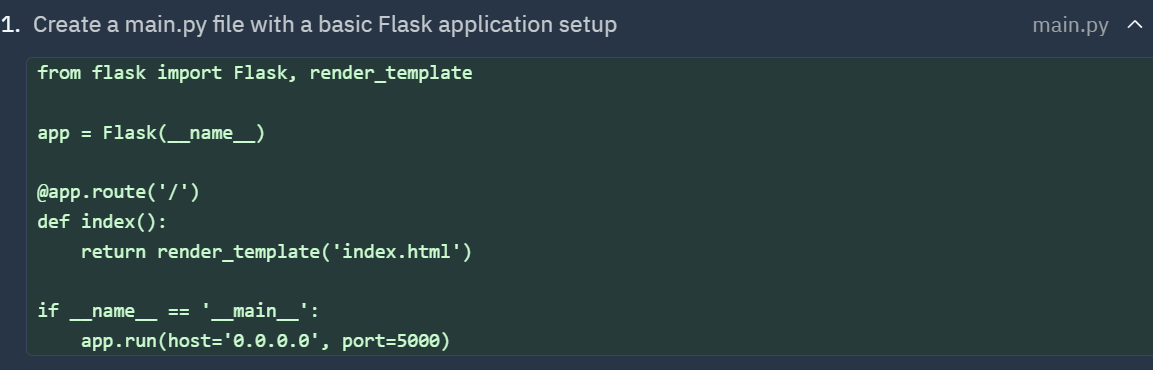 1. Create a main.py file with a basic Flask application setup main.py
from flask import Flask, render_template
app = Flask(__name__)
@app.route('/')
def index():
    return render_template('index.html')
if __name__ == '__main__':
    app.run(host='0.0.0.0', port=5000)